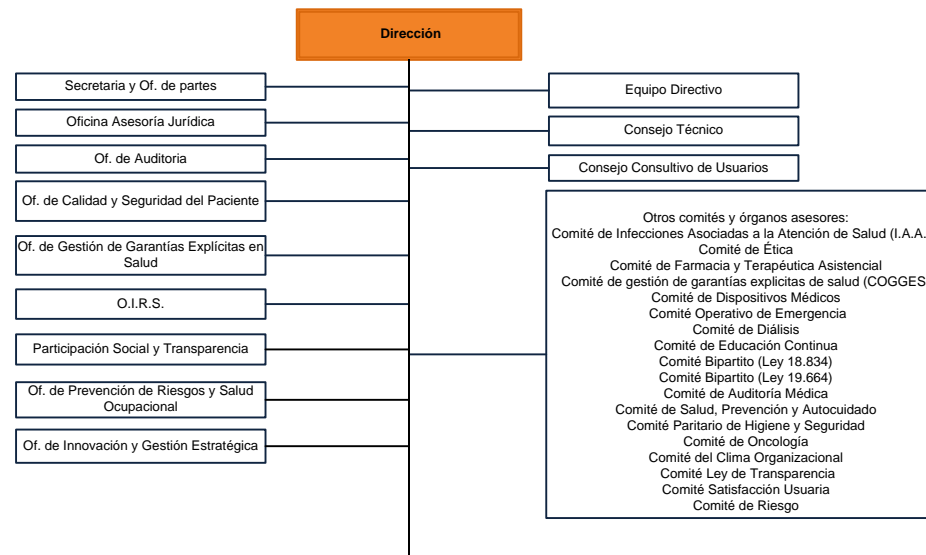 Dirección
Secretaria y Of. de partes
Oficina Asesoría Jurídica
Of. de Auditoria
Of. de Calidad y Seguridad del Paciente
Of. de Gestión de Garantías Explícitas en
Salud
O.I.R.S.
Participación Social y Transparencia
Of. de Prevención de Riesgos y Salud
Ocupacional
Of. de Innovación y Gestión Estratégica
Equipo Directivo
Consejo Técnico
Consejo Consultivo de Usuarios
Otros comités y órganos asesores:
Comité de Infecciones Asociadas a la Atención de Salud (I.A.A.
Comité de Ética
Comité de Farmacia y Terapéutica Asistencial
Comité de gestión de garantías explicitas de salud (COGGES
Comité de Dispositivos Médicos
Comité Operativo de Emergencia
Comité de Diálisis
Comité de Educación Continua
Comité Bipartito (Ley 18.834)
Comité Bipartito (Ley 19.664)
Comité de Auditoría Médica
Comité de Salud, Prevención y Autocuidado
Comité Paritario de Higiene y Seguridad
Comité de Oncología
Comité del Clima Organizacional
Comité Ley de Transparencia
Comité Satisfacción Usuaria
Comité de Riesgo